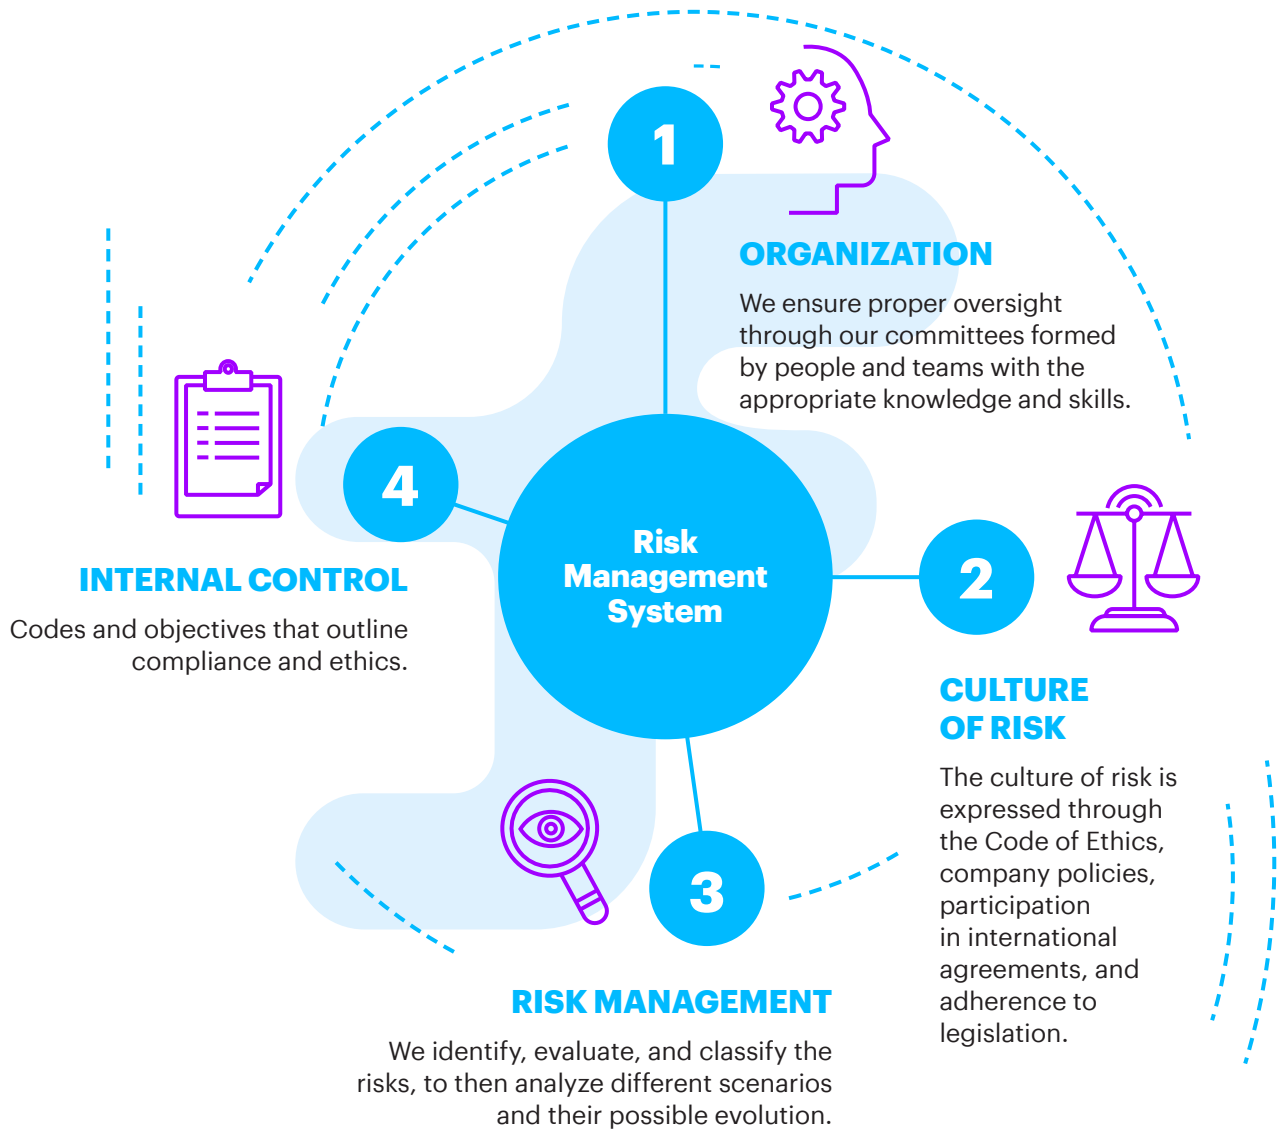 1
ORGANIZATION
We ensure proper oversight
through our committees formed
by people and teams with the
appropriate knowledge and skills.
Risk
Management
System
2
CULTURE
OF RISK
The culture of risk is
expressed through
the Code of Ethics,
company policies,
participation
in international
agreements, and
adherence to
legislation.
3
RISK MANAGEMENT
We identify, evaluate, and classify the
risks, to then analyze different scenarios
and their possible evolution.
4
INTERNAL CONTROL
Codes and objectives that outline
compliance and ethics.